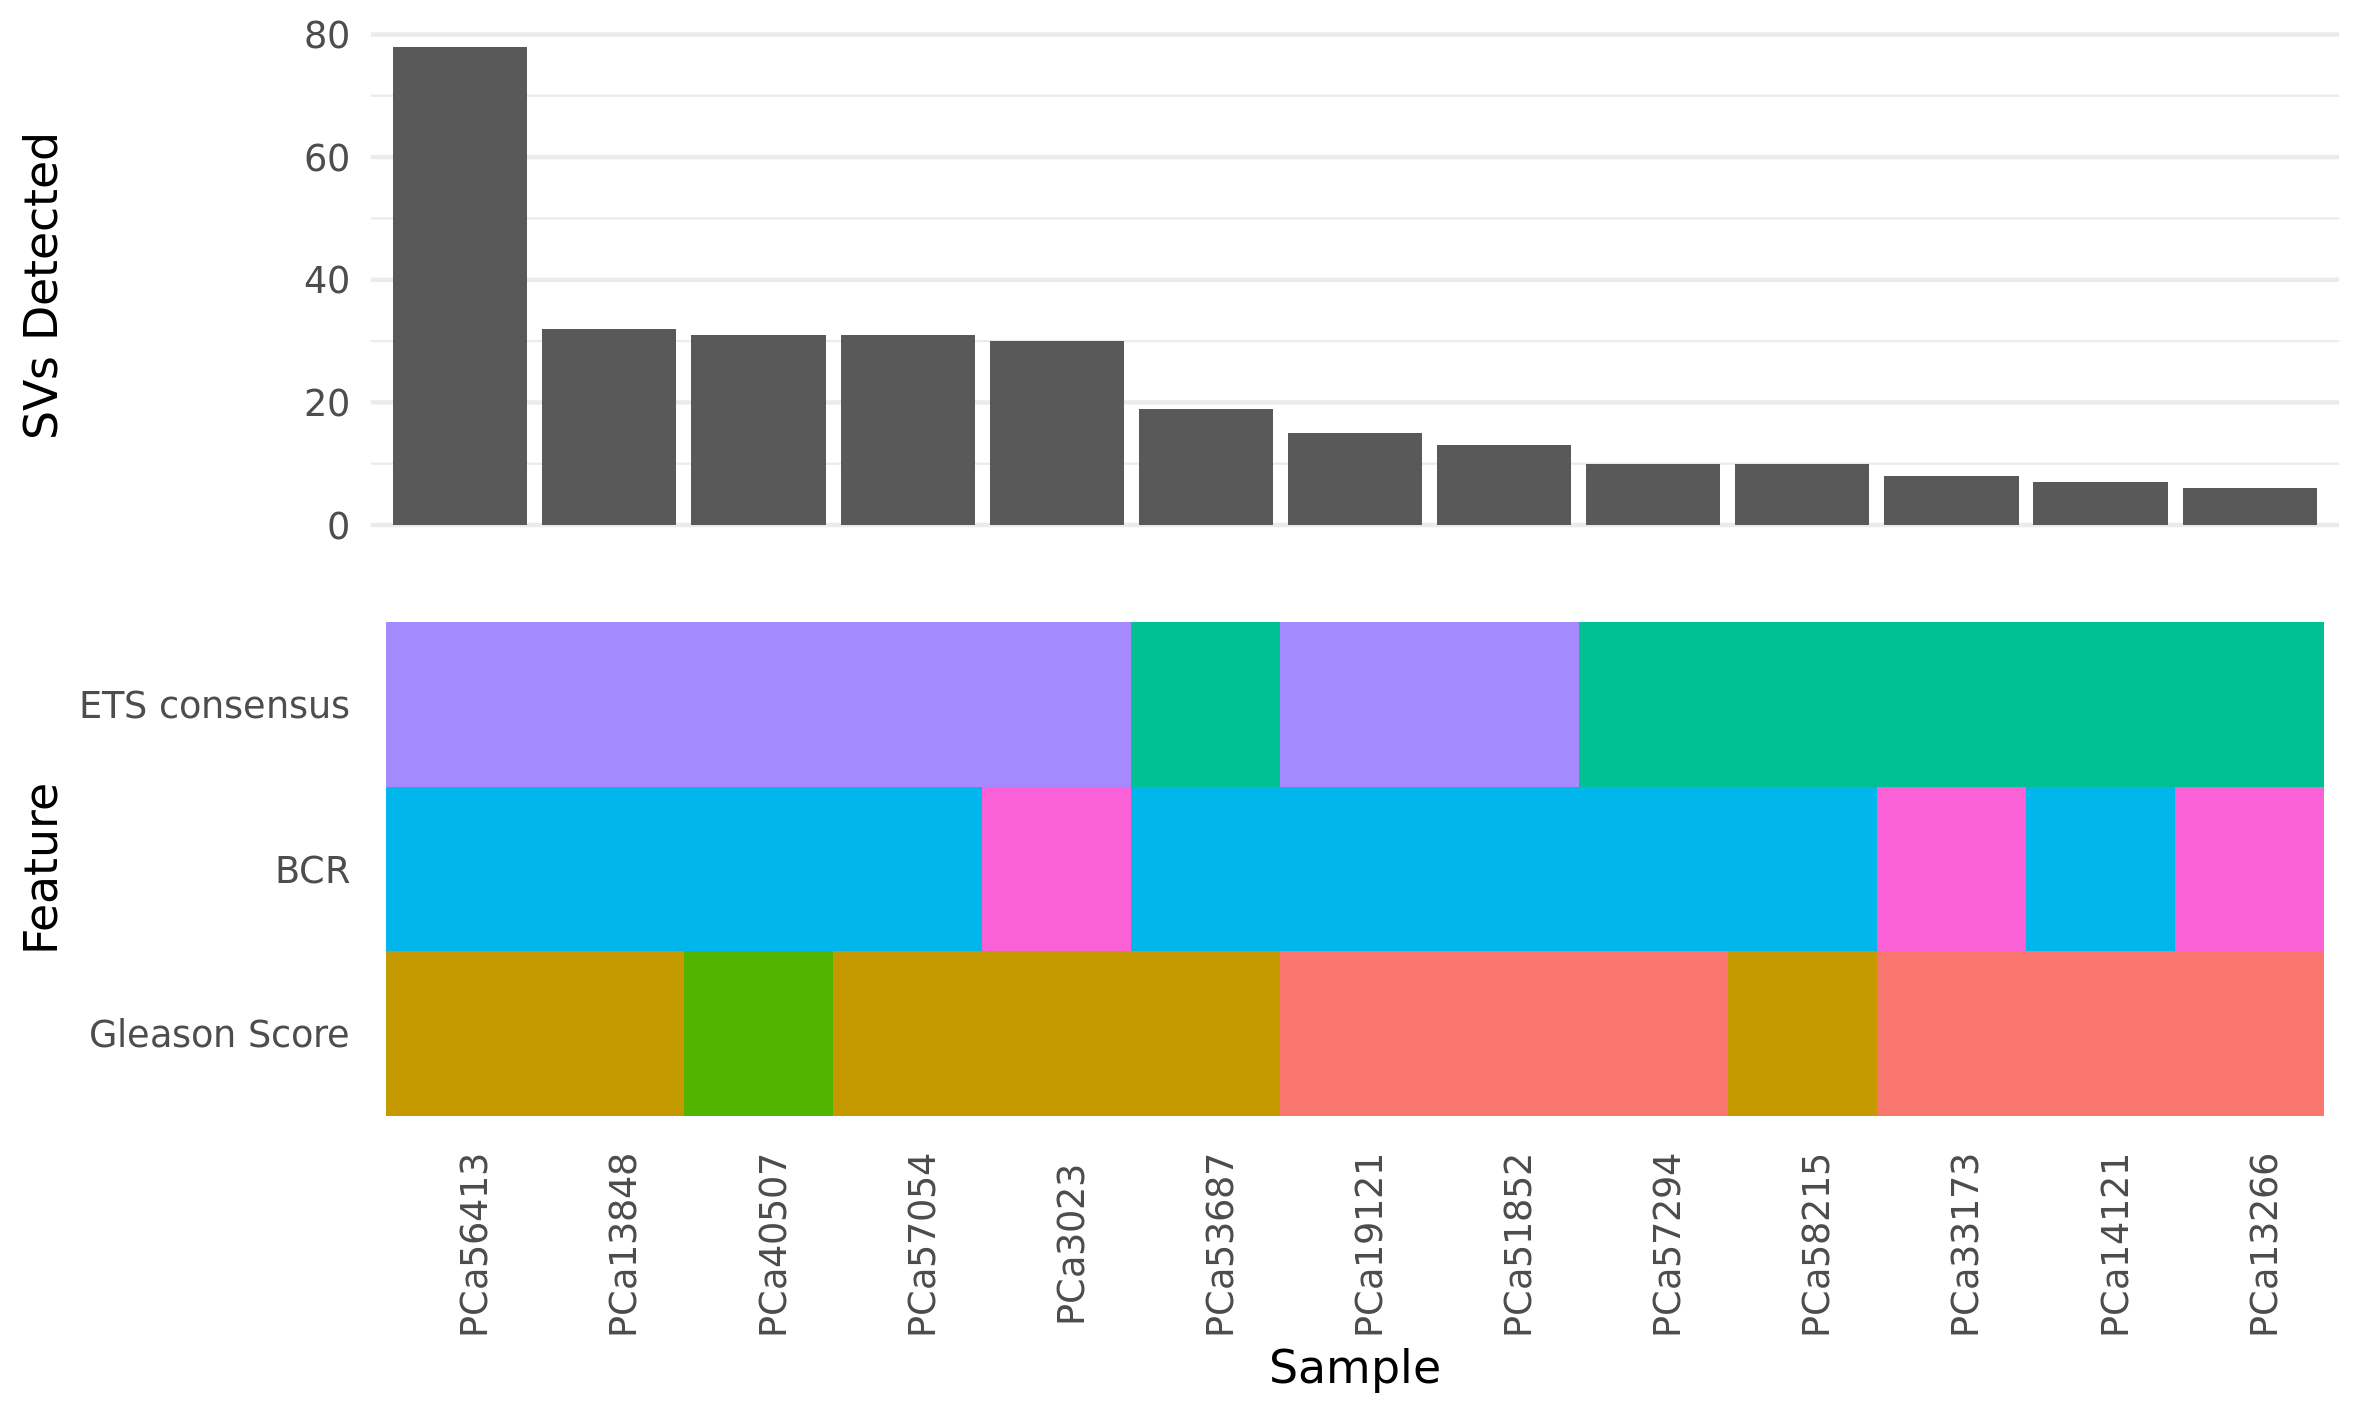 SVs Detected
80
60
40
20
0
Feature
ETS consensus
BCR
Gleason Score
PCa56413
PCa13848
PCa40507
PCa57054
PCa3023
PCa53687
PCa19121
PCa51852
PCa57294
PCa58215
PCa33173
PCa14121
PCa13266
Sample